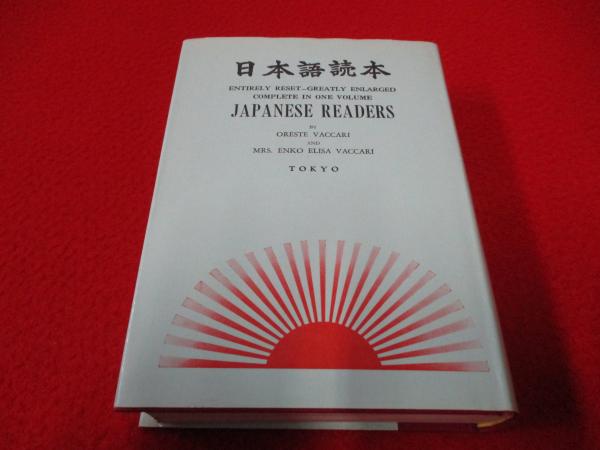 日本語読本
ENTIRELY RESET-GREATLY ENLARGED
COMPLETE IN ONE VOLUME
JAPANESE READERS
BY
ORESTE VACCARI
AND
MRS. ENKO ELISA VACCARI
TOKYO